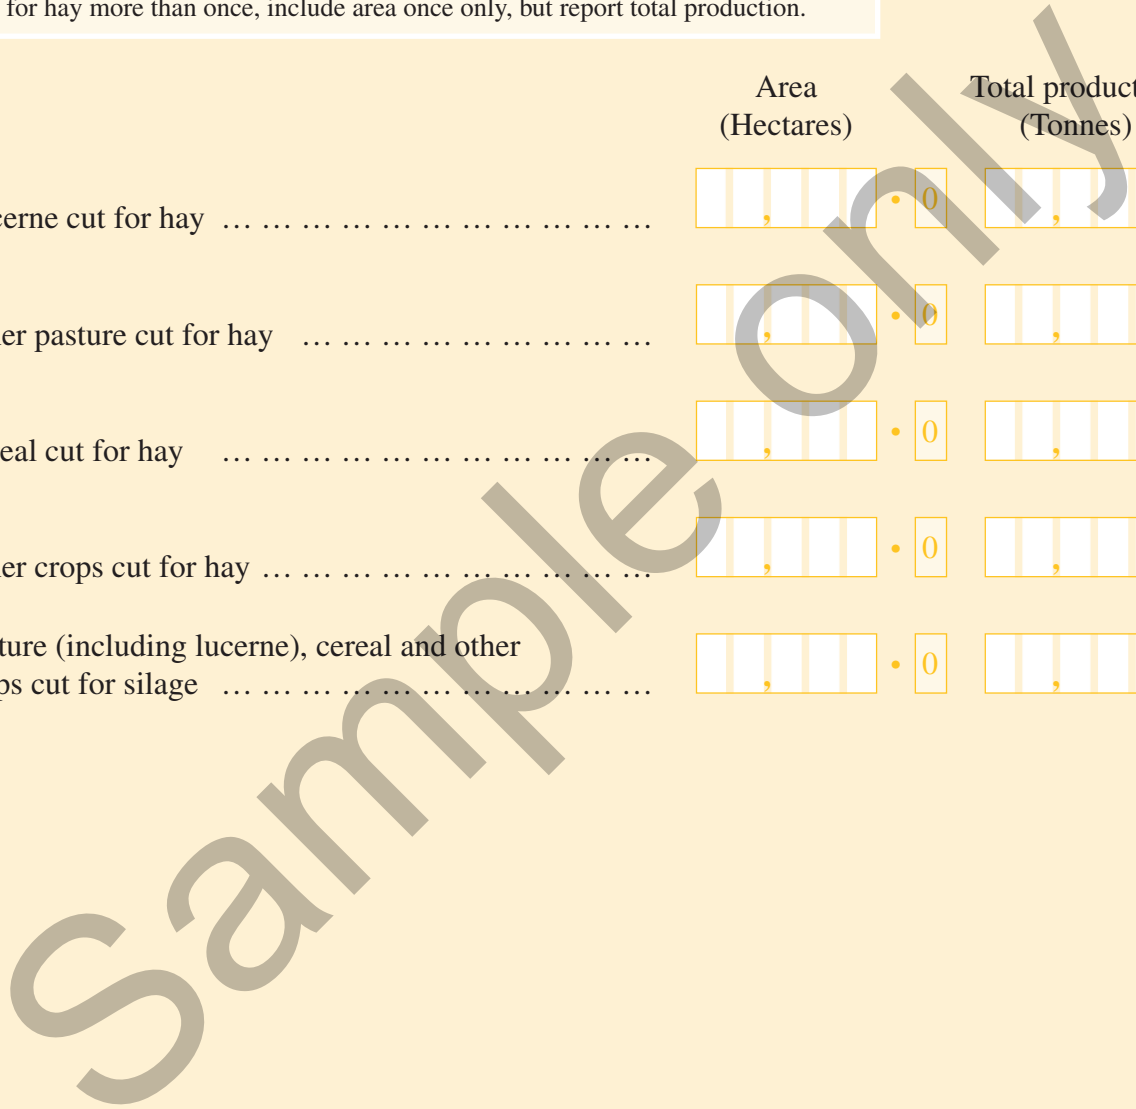 for hay more than once, include area once only, but report total production.
Area
(Hectares)
Total product
(Tonnes)
cerne cut for hay … … … … … … … … … … …
, • 0 ,
er pasture cut for hay … … … … … … … … …
, • 0 ,
eal cut for hay … … … … … … … … … … …
, • 0 ,
er crops cut for hay … … … … … … … … … …
, • 0 ,
ture (including lucerne), cereal and other
ps cut for silage … … … … … … … … … … …
, • 0 ,
Sample only